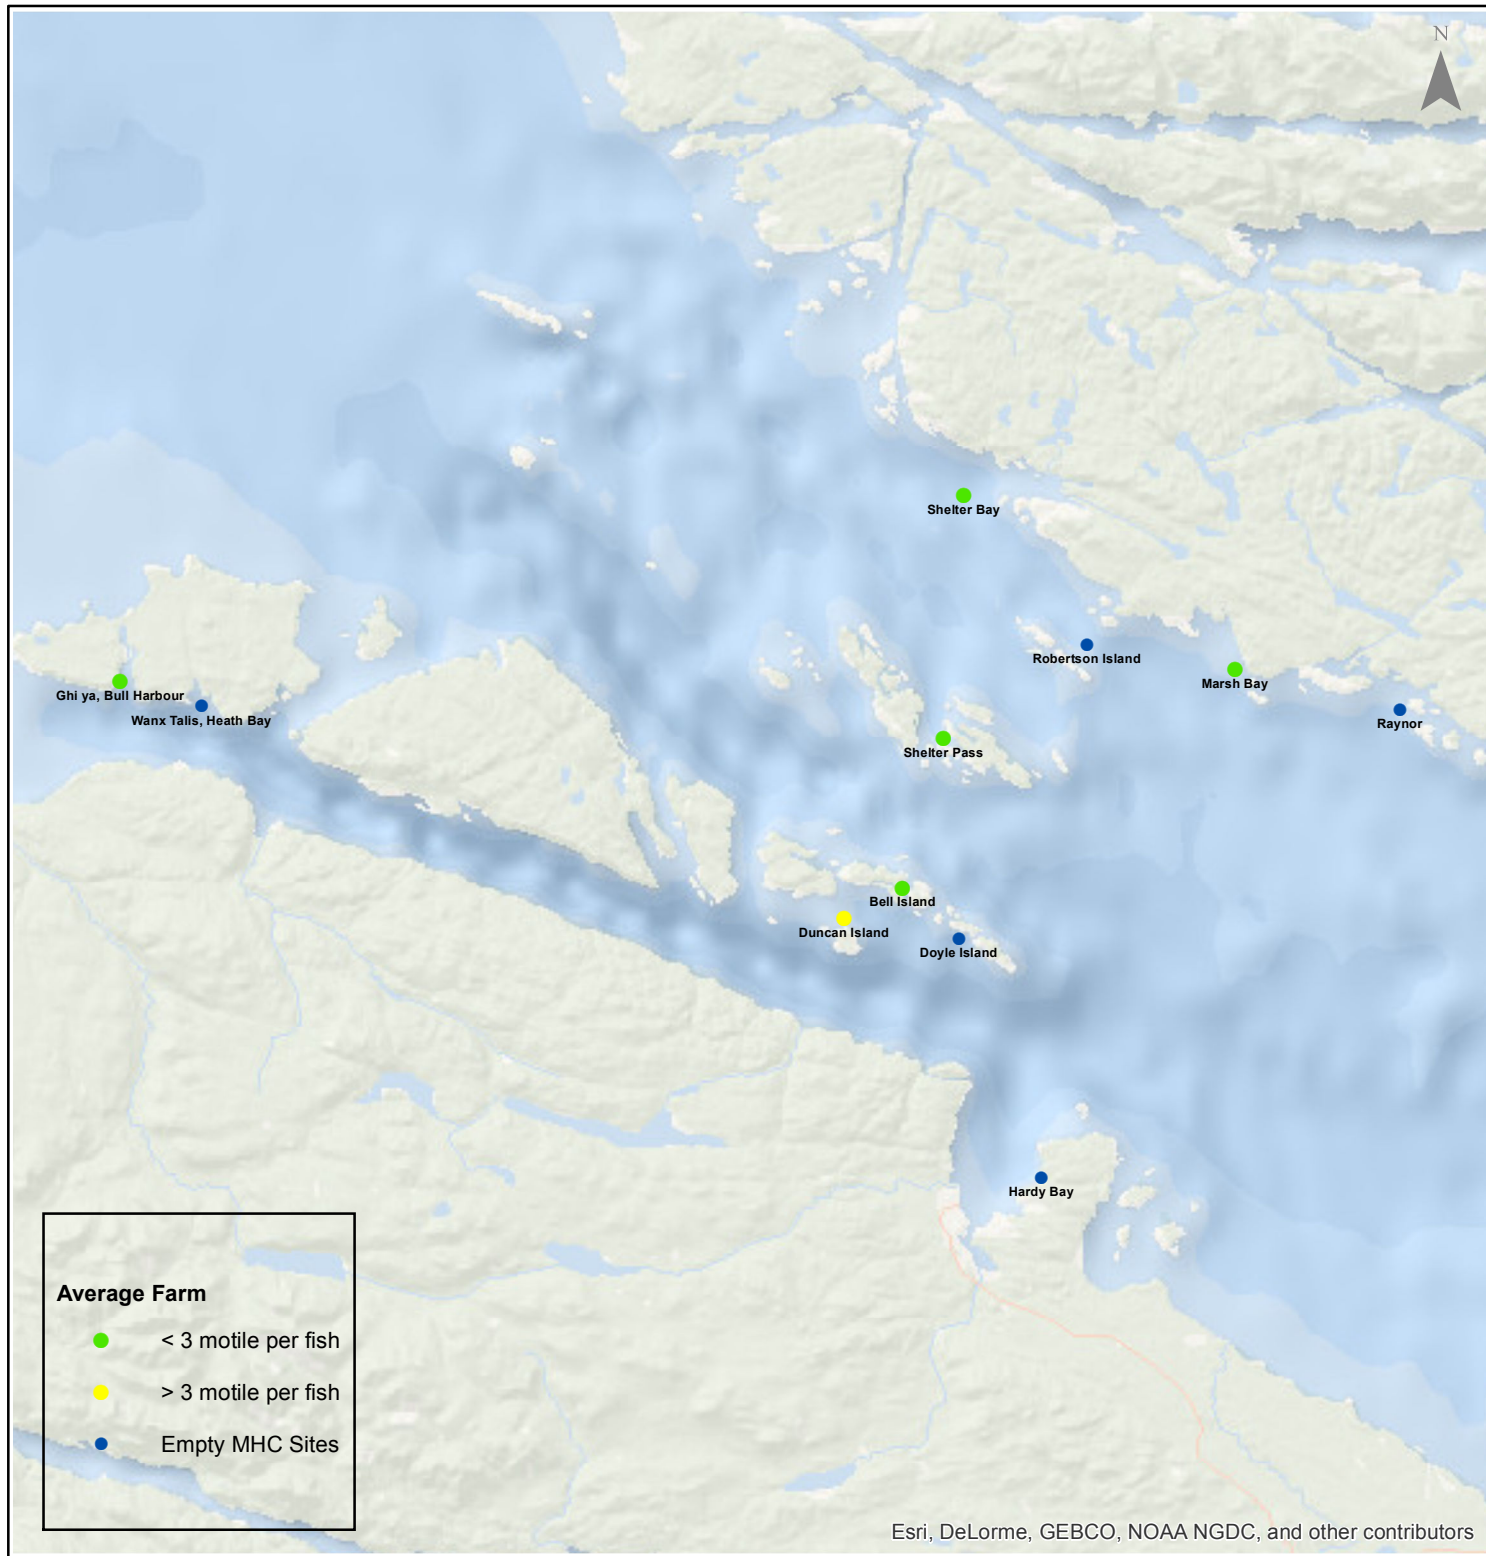 N
Shelter Bay
Robertson Island
Marsh Bay
Ghi ya, Bull Harbour
Wanx Talis, Heath Bay
Raynor
Shelter Pass
Bell Island
Duncan Island
Doyle Island
Hardy Bay
Average Farm
< 3 motile per fish
> 3 motile per fish
Empty MHC Sites
Esri, DeLorme, GEBCO, NOAA NGDC, and other contributors